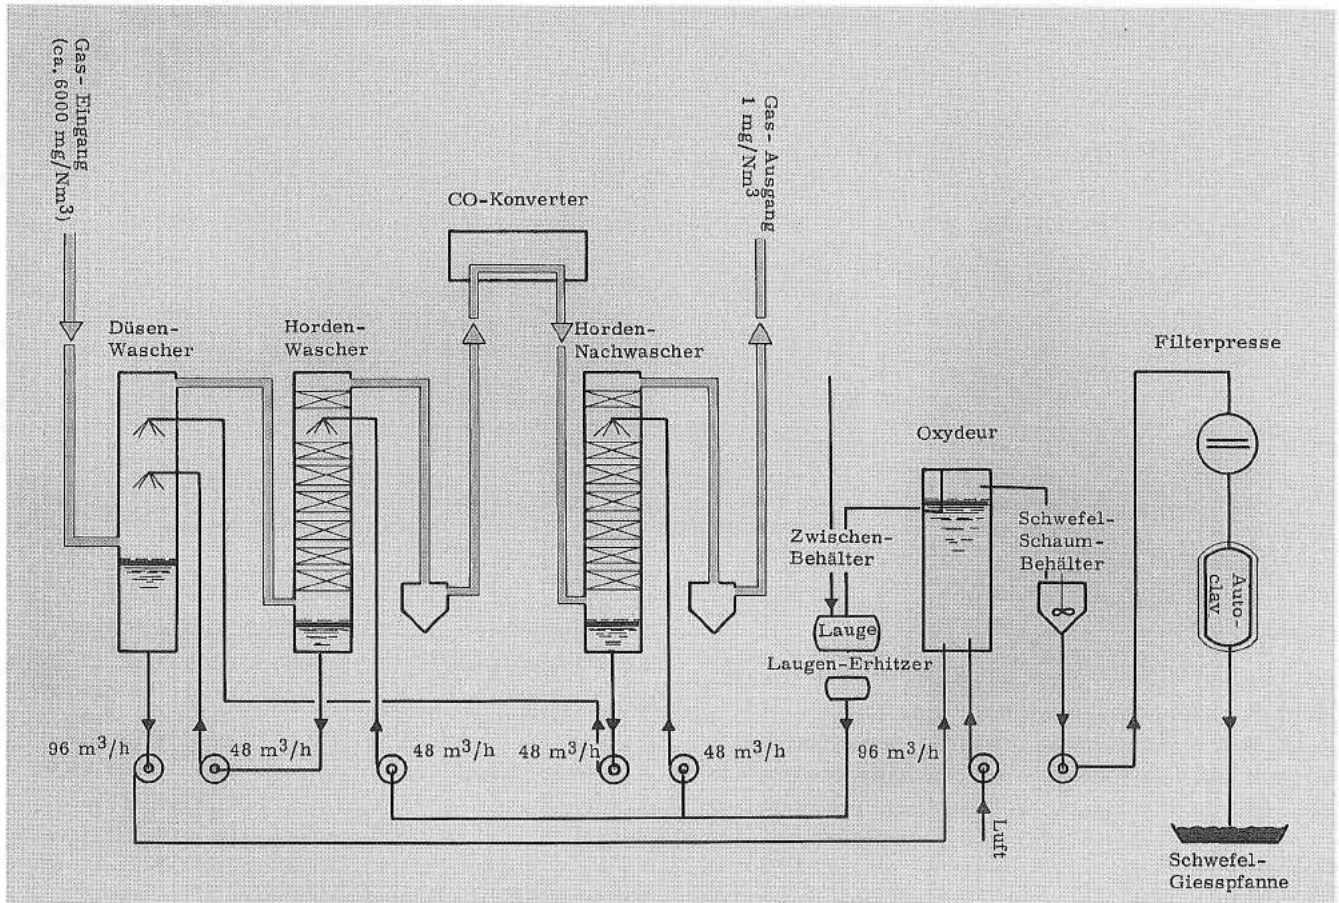 Gas- Eingang
(ca. 6000 mg/Nm3)
Gas- Ausgang
1 mg/Nm3
CO-Konverter
Düsen-
Wascher
Horden-
Wascher
Horden-
Nachwascher
Filterpresse
Oxydeur
Zwischen-
Behälter
Schwefel-
Schaum-
Behälter
Auto-
clav
Lauge
Laugen-Erhitzer
96 m³/h
48 m³/h
48 m³/h
48 m³/h
48 m³/h
96 m³/h
Luft
Schwefel-
Giesspfanne